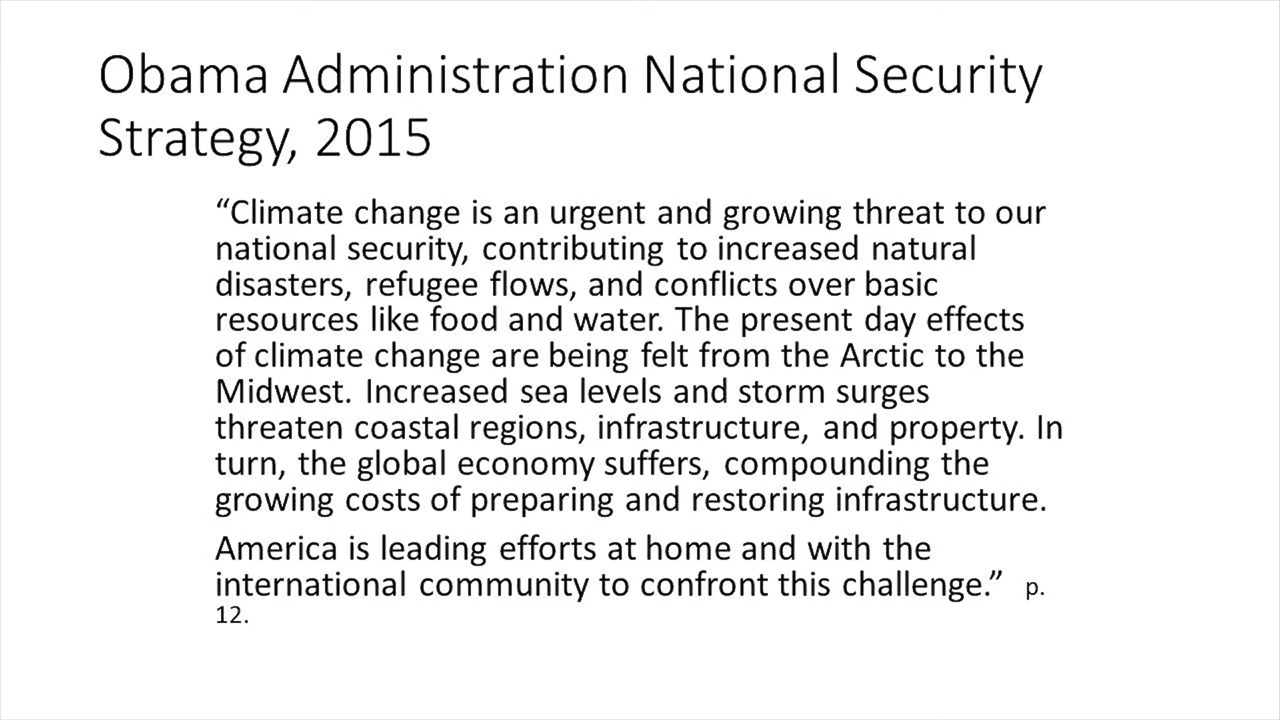 Obama Administration National Security
Strategy, 2015
“Climate change is an urgent and growing threat to our
national security, contributing to increased natural
disasters, refugee flows, and conflicts over basic
resources like food and water. The present day effects
of climate change are being felt from the Arctic to the
Midwest. Increased sea levels and storm surges
threaten coastal regions, infrastructure, and property. In
turn, the global economy suffers, compounding the
growing costs of preparing and restoring infrastructure.
America is leading efforts at home and with the
international community to confront this challenge.” p.
12.